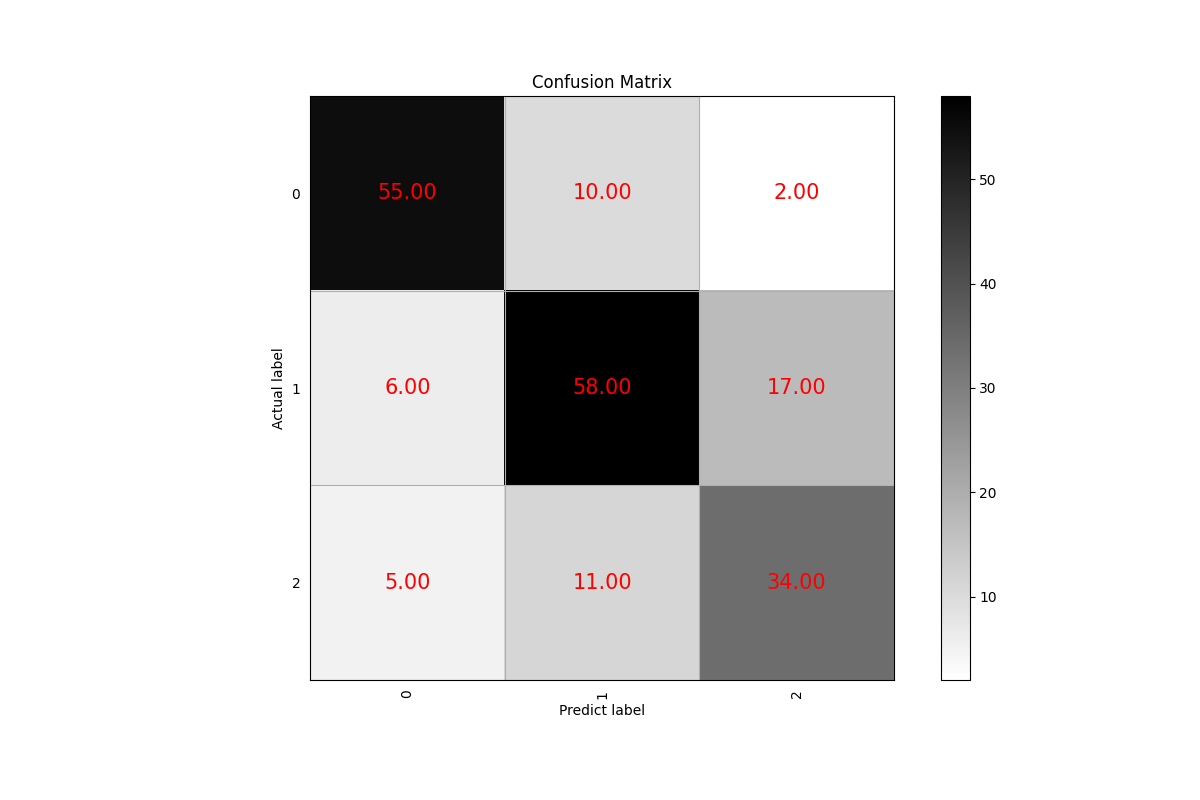 Confusion Matrix
0 55.00 10.00 2.00
1 6.00 58.00 17.00
2 5.00 11.00 34.00
0 1 2
Actual label
Predict label
50
40
30
20
10